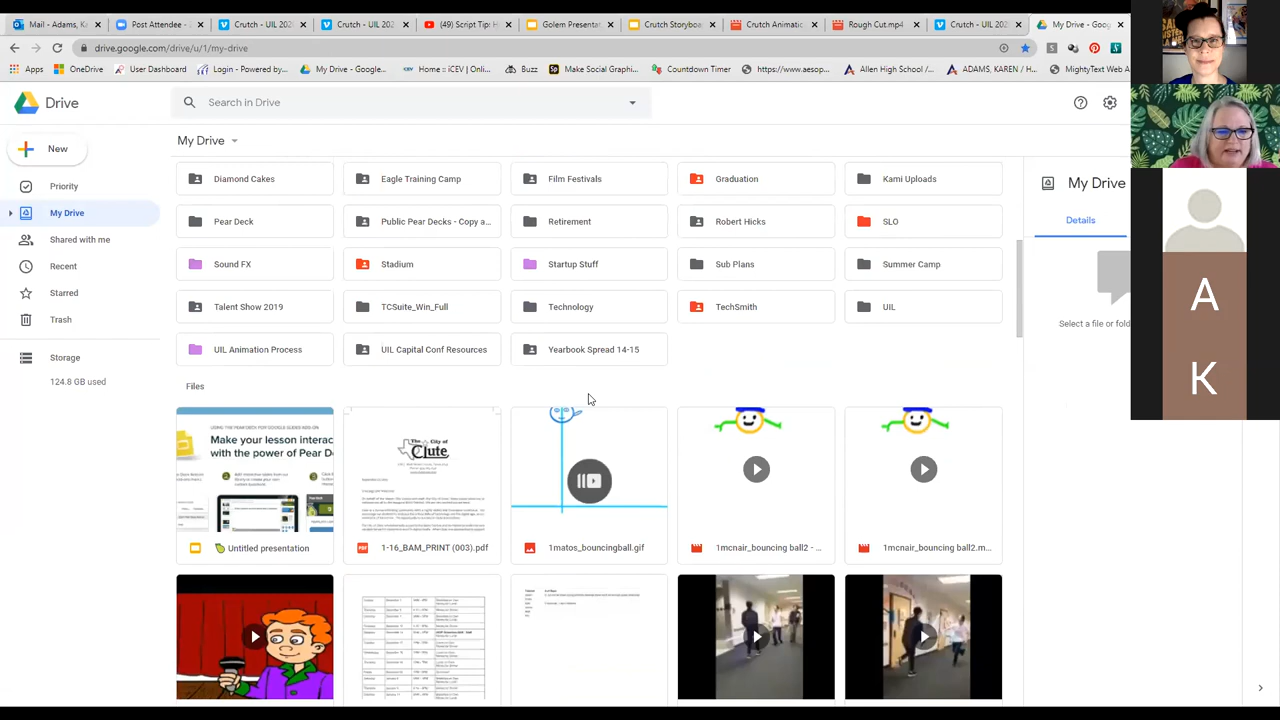 Mail - Adams, K
Post Attendee -
Crutch - UIL 202
Crutch - UIL 202
(49) Script Tier I
Golem Presentat
Crutch Storyboa
Crutch Animatic
Rough Cut.mp4
Crutch - UIL 202
My Drive - Goog
drive.google.com/drive/u/1/my-drive
Apps
OneDrive
User Dashboard
Login - Powered by...
My Drive - Google...
Home :: iCEV | Onli...
Buzz
Make Social Graphi...
Countdown Timer
https://www.aesop...
Allen High School /...
ADAMS, KAREN / H
MightyText Web A
Drive
Search in Drive
New
My Drive
Priority
My Drive
Shared with me
Recent
Starred
Trash
Storage
124.8 GB used
Diamond Cakes
Eagle Training Camp
Film Festivals
Graduation
Kami Uploads
Pear Deck
Public Pear Decks - Copy a...
Retirement
Robert Hicks
SLO
Sound FX
Stadium
Startup Stuff
Sub Plans
Summer Camp
Talent Show 2019
TCSuite_Win_Full
Technology
TechSmith
UIL
UIL Animation Process
UIL Capital Conf Resources
Yearbook Spread 14-15
Files
Make your lesson interac
with the power of Pear D
The City of
Clute
Untitled presentation
1-16_BAM_PRINT (003).pdf
1matos_bouncingball.gif
1mcnair_bouncing ball2 - ...
1mcnair_bouncing ball2.m...
My Drive
Details
Select a file or fold
A
K